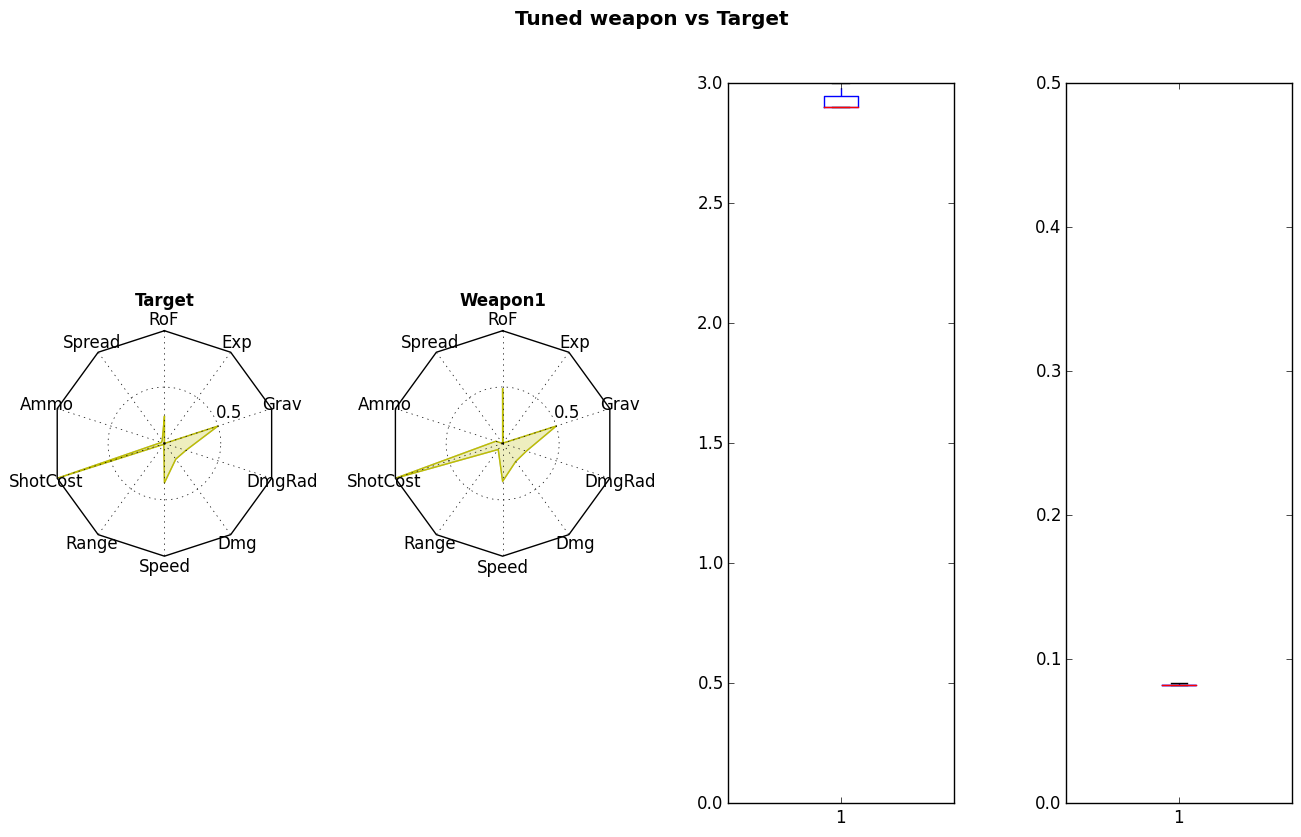 Tuned weapon vs Target
Target
RoF
Exp
Grav
DmgRad
Dmg
Speed
Range
ShotCost
Ammo
Spread
0.5
Weapon1
RoF
Exp
Grav
DmgRad
Dmg
Speed
Range
ShotCost
Ammo
Spread
0.5
3.0
2.5
2.0
1.5
1.0
0.5
0.0
1
0.5
0.4
0.3
0.2
0.1
0.0
1